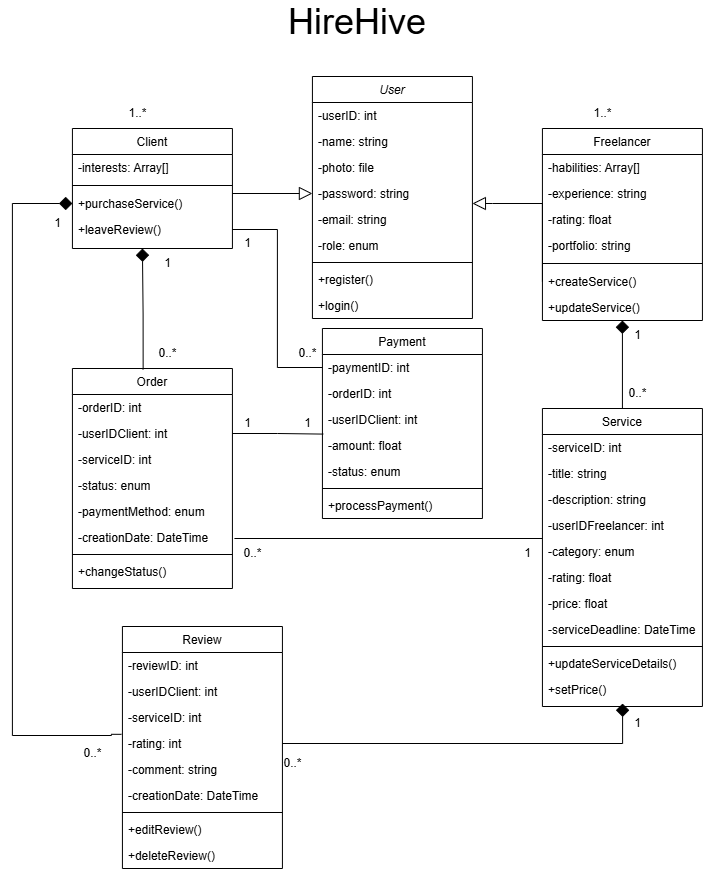 HireHive
User
-userID: int
-name: string
-photo: file
-password: string
-email: string
-role: enum
+register()
+login()
1..*
Client
-interests: Array[]
+purchaseService()
+leaveReview()
1..*
Freelancer
-habilities: Array[]
-experience: string
-rating: float
-portfolio: string
+createService()
+updateService()
1
1
1
0..*
0..*
1
0..*
Payment
-paymentID: int
-orderID: int
-userIDClient: int
-amount: float
-status: enum
+processPayment()
Order
-orderID: int
-userIDClient: int
-serviceID: int
-status: enum
-paymentMethod: enum
-creationDate: DateTime
+changeStatus()
1
1
0..*
1
Service
-serviceID: int
-title: string
-description: string
-userIDFreelancer: int
-category: enum
-rating: float
-price: float
-serviceDeadline: DateTime
+updateServiceDetails()
+setPrice()
1
0..*
0..*
Review
-reviewID: int
-userIDClient: int
-serviceID: int
-rating: int
-comment: string
-creationDate: DateTime
+editReview()
+deleteReview()